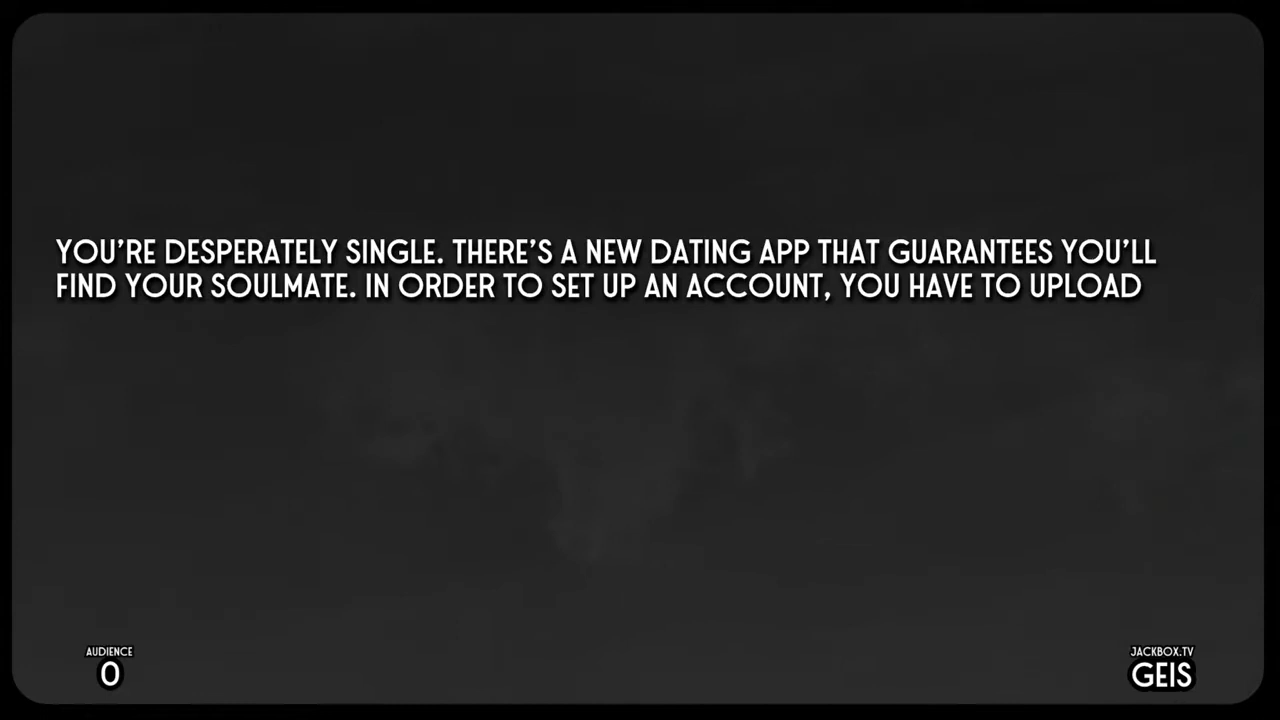 YOU'RE DESPERATELY SINGLE. THERE'S A NEW DATING APP THAT GUARANTEES YOU'LL
FIND YOUR SOULMATE. IN ORDER TO SET UP AN ACCOUNT, YOU HAVE TO UPLOAD
AUDIENCE
0
JACKBOX.TV
GEIS